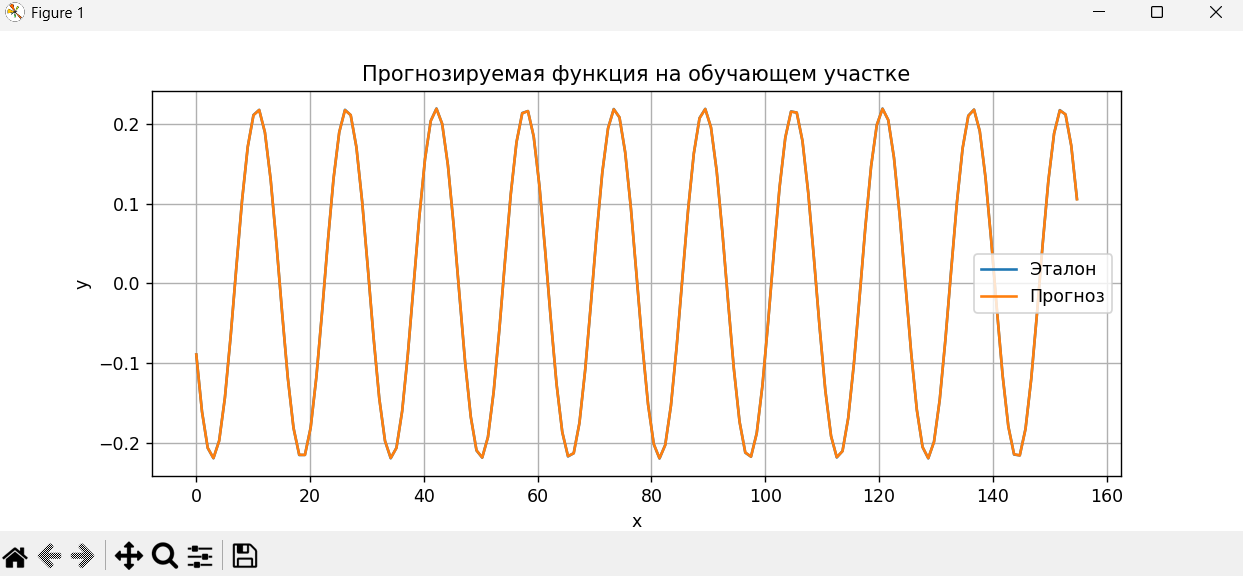 Figure 1
Прогнозируемая функция на обучающем участке
0.2
0.1
0.0
−0.1
−0.2
y
Эталон
Прогноз
0 20 40 60 80 100 120 140 160
x